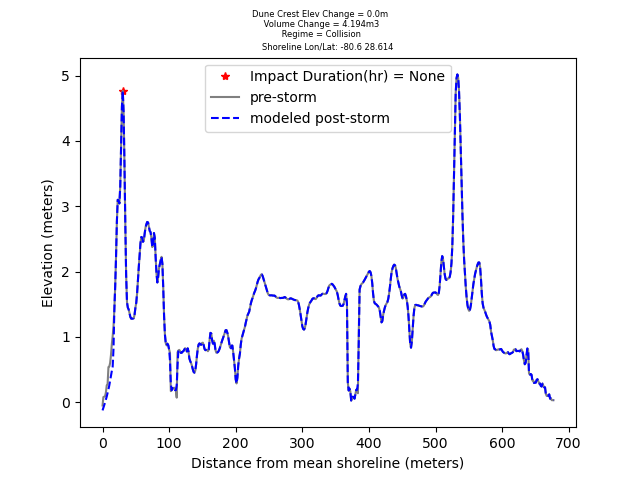 Dune Crest Elev Change = 0.0m
Volume Change = 4.194m3
Regime = Collision
Shoreline Lon/Lat: -80.6 28.614
Impact Duration(hr) = None
pre-storm
modeled post-storm
Elevation (meters)
5
4
3
2
1
0
0 100 200 300 400 500 600 700
Distance from mean shoreline (meters)